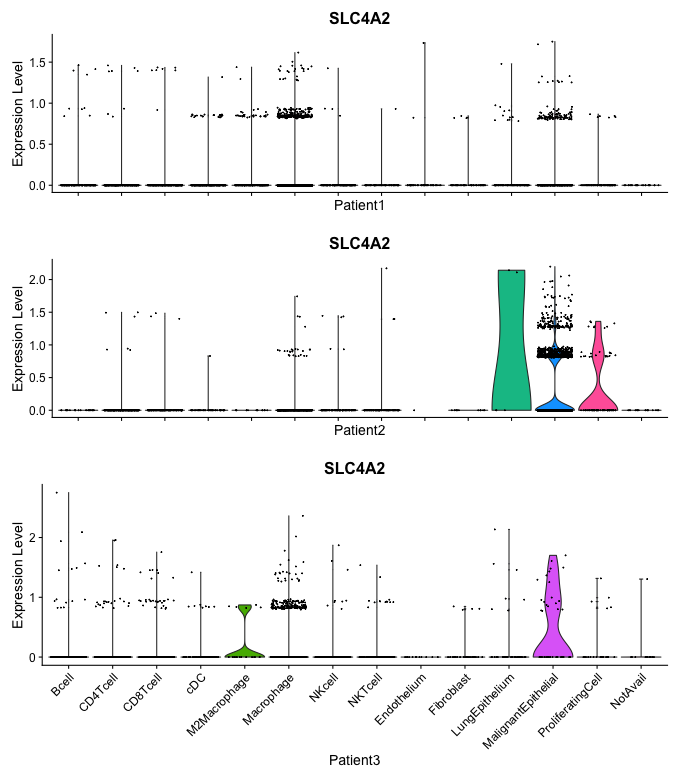 SLC4A2
Expression Level
1.5
1.0
0.5
0.0
Patient1
SLC4A2
Expression Level
2.0
1.5
1.0
0.5
0.0
Patient2
SLC4A2
Expression Level
2
1
0
Bcell
CD4Tcell
CD8Tcell
cDC
M2Macrophage
Macrophage
NKcell
NKTcell
Endothelium
Fibroblast
LungEpithelium
MalignantEpithelial
ProliferatingCell
NotAvail
Patient3